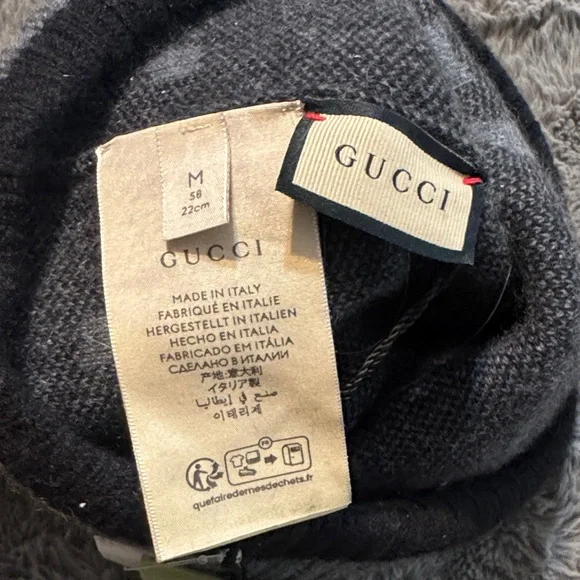 M
58
22cm
GUCCI
GUCCI
MADE IN ITALY
FABRIQUÉ EN ITALIE
HERGESTELLT IN ITALIEN
HECHO EN ITALIA
FABRICADO EM ITÁLIA
СДЕЛАНО В ИТАЛИИ
产地:意大利
イタリア製
صنع في إيطاليا
이태리제
FR
quefairedemesdechets.fr